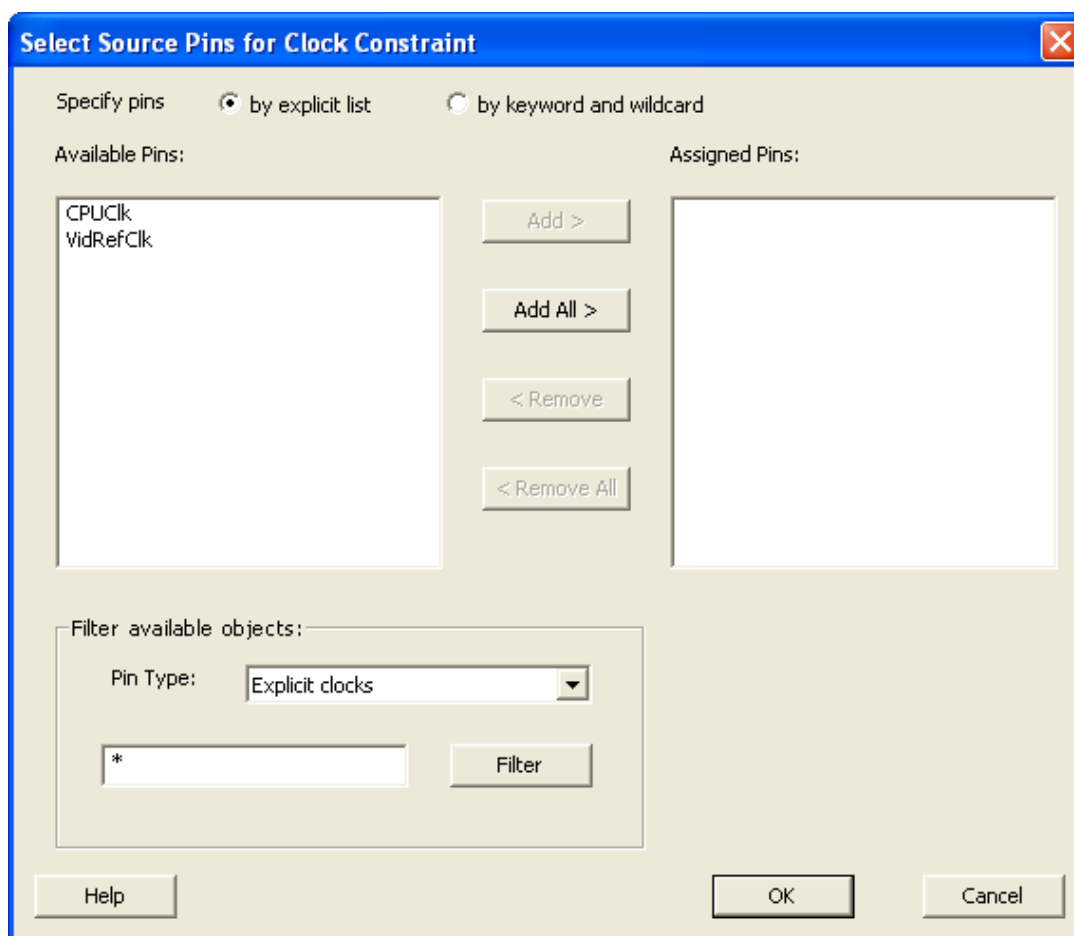 Select Source Pins for Clock Constraint
Specify pins by explicit list by keyword and wildcard
Available Pins: Assigned Pins:
CPUClk
VidRefClk
Add >
Add All >
< Remove
< Remove All
Filter available objects:
Pin Type: Explicit clocks
* Filter
Help OK Cancel